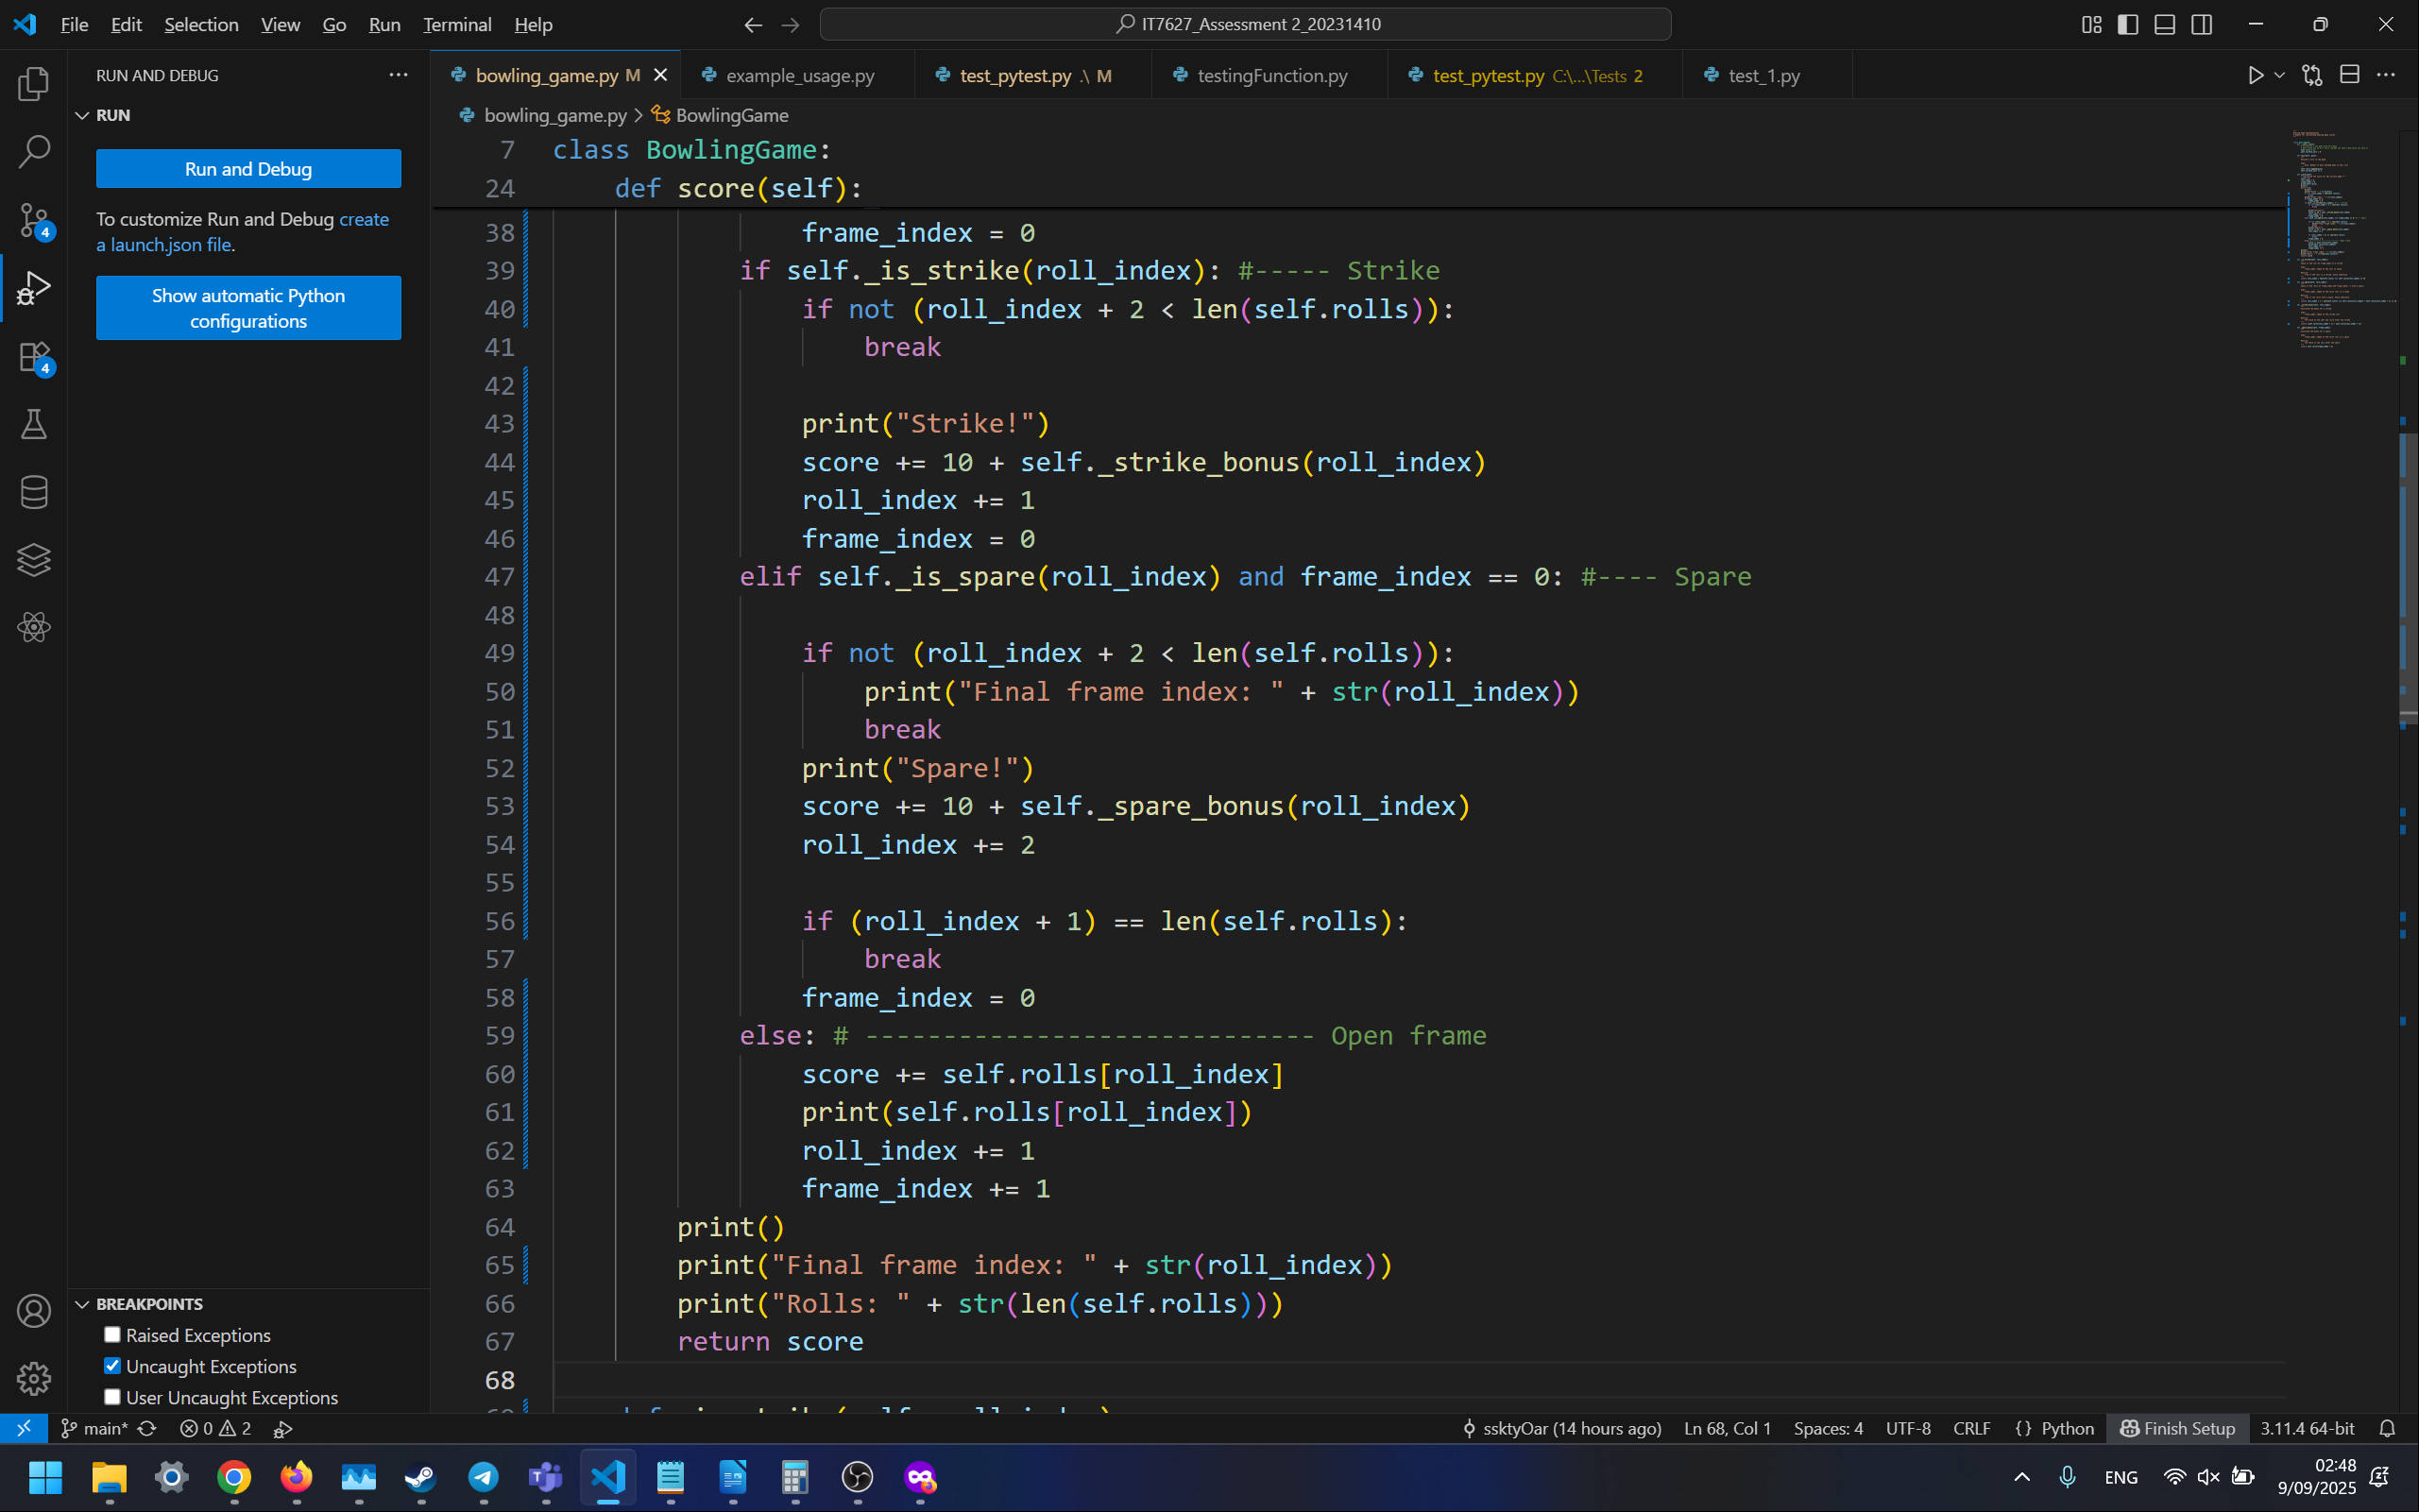 File Edit Selection View Go Run Terminal Help
IT7627_Assessment 2_20231410
RUN AND DEBUG
RUN
Run and Debug
To customize Run and Debug create
a launch.json file.
Show automatic Python
configurations
bowling_game.py M
example_usage.py
test_pytest.py .\ M
testingFunction.py
test_pytest.py C:\...\Tests 2
test_1.py
bowling_game.py > BowlingGame
7 class BowlingGame:
24 def score(self):
38 frame_index = 0
39 if self._is_strike(roll_index): #----- Strike
40 if not (roll_index + 2 < len(self.rolls)):
41 break
42
43 print("Strike!")
44 score += 10 + self._strike_bonus(roll_index)
45 roll_index += 1
46 frame_index = 0
47 elif self._is_spare(roll_index) and frame_index == 0: #---- Spare
48
49 if not (roll_index + 2 < len(self.rolls)):
50 print("Final frame index: " + str(roll_index))
51 break
52 print("Spare!")
53 score += 10 + self._spare_bonus(roll_index)
54 roll_index += 2
55
56 if (roll_index + 1) == len(self.rolls):
57 break
58 frame_index = 0
59 else: # ----------------------------- Open frame
60 score += self.rolls[roll_index]
61 print(self.rolls[roll_index])
62 roll_index += 1
63 frame_index += 1
64 print()
65 print("Final frame index: " + str(roll_index))
66 print("Rolls: " + str(len(self.rolls)))
67 return score
68
4
4
BREAKPOINTS
Raised Exceptions
Uncaught Exceptions
User Uncaught Exceptions
main* 0 2
ssktyOar (14 hours ago) Ln 68, Col 1 Spaces: 4 UTF-8 CRLF {} Python Finish Setup 3.11.4 64-bit
ENG
02:48
9/09/2025